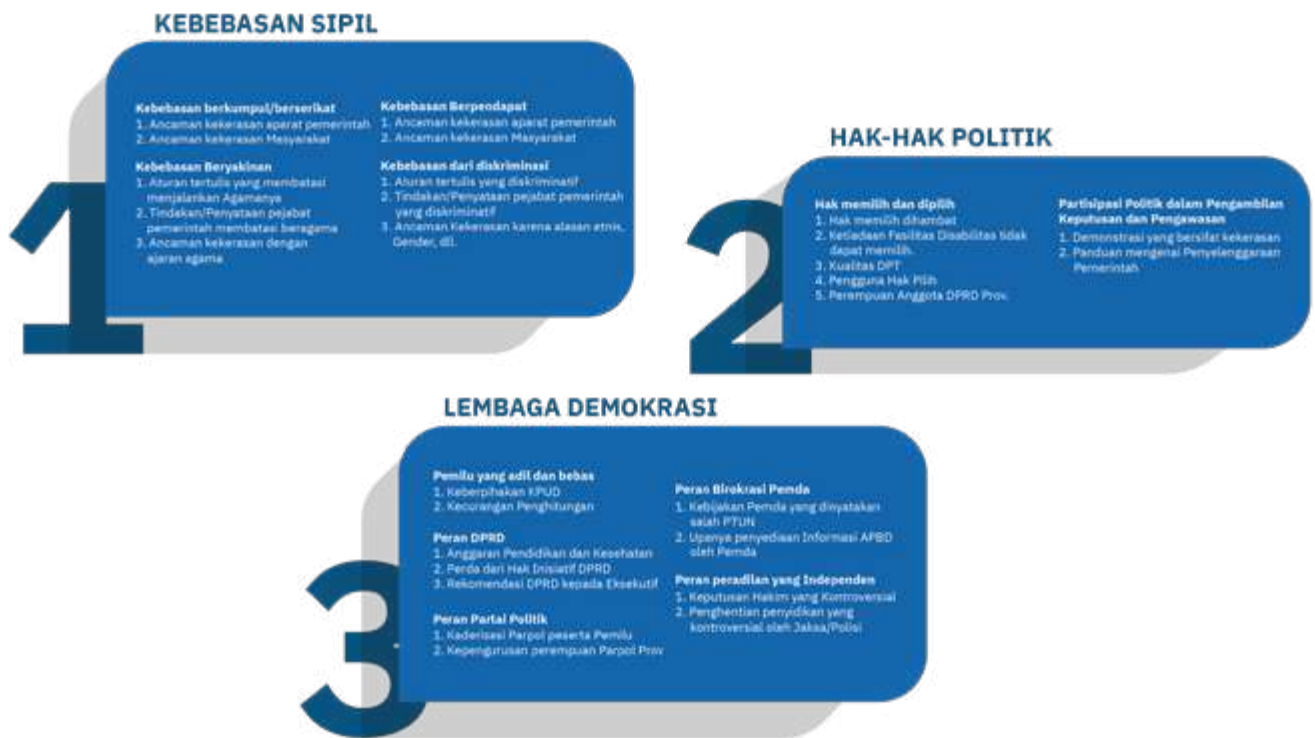 KEBEBASAN SIPIL
1
Kebebasan berkumpul/berserikat
1. Ancaman kekerasan aparat pemerintah
2. Ancaman kekerasan Mesyarakat
Kebebasan Beryakinan
1. Aturan tertulis yang membatasi
menjalankan Agamanya
2. Tindakan/Penyataan pejabat
pemerintah membatasi beragama
3. Ancaman kekerasan dengan
ajaran agama
Kebebasan Berpendapat
1. Ancaman kekerasan aparat pemerintah
2. Ancaman kekerasan Masyarakat
Kebebasan dari diskriminasi
1. Aturan tertulis yang diskriminatif
2. Tindakan/Penyataan pejabat pemerintah
yang diskriminatif
3. Ancaman Kekerasan karena alasan etnis,
Gender, dll.
HAK-HAK POLITIK
2
Hak memilih dan dipilih
1. Hak memilih dihambat
2. Ketiadaan Fasilitas Disabilitas tidak
dapat memilih.
3. Kualitas DPT
4. Pengguna Hak Pilih
5. Perempuan Anggota DPRD Prov.
Partisipasi Politik dalam Pengambilan
Keputusan dan Pengawasan
1. Demonstrasi yang bersifat kekerasan
2. Panduan mengenai Penyelenggaraan
Pemerintah
LEMBAGA DEMOKRASI
3
Pemilu yang adil dan bebas
1. Keberpihakan KPUD
2. Kecurangan Penghitungan
Peran DPRD
1. Anggaran Pendidikan dan Kesehatan
2. Perda dari Hak Inisiatif DPRD
3. Rekomendasi DPRD kepada Eksekutif
Peran Partai Politik
1. Kaderisasi Parpol peserta Pemilu
2. Kepengurusan perempuan Parpol Prov
Peran Birokrasi Pemda
1. Kebijakan Pemda yang dinyatakan
salah PTUN
2. Upanya penyediaan Informasi APBD
oleh Pemda
Peran peradilan yang Independen
1. Keputusan Hakim yang Kontroversial
2. Penghentian penyidikan yang
kontroversial oleh Jaksa/Polisi